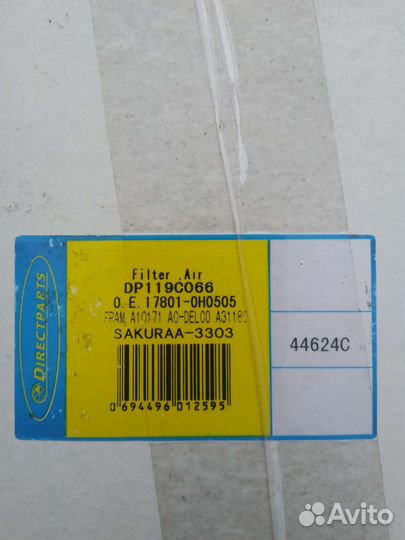 DIRECTPARTS
Filter ,Air
DP119C066
O.E.17801-0H0505
FRAM,A10171 AC-DELCO A3118C
SAKURAA-3303
0 694496 012595
44624C
Avito